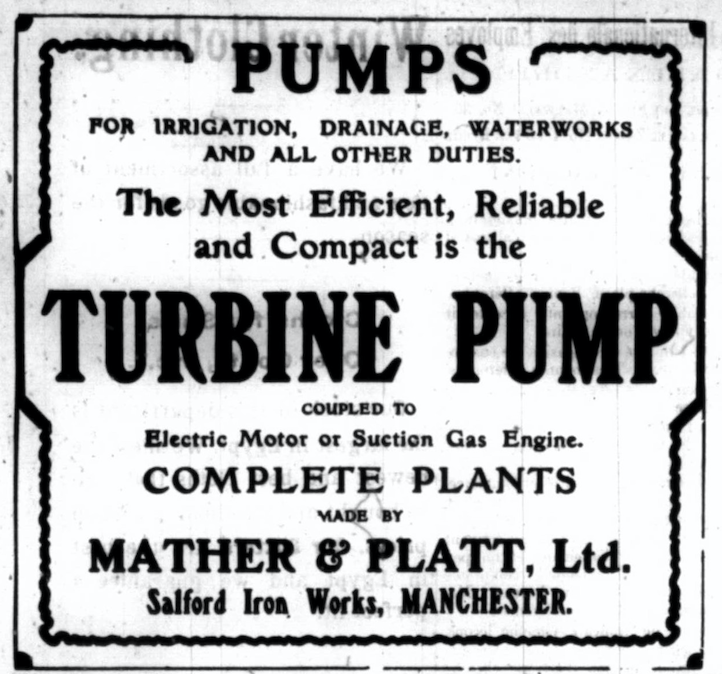 PUMPS
FOR IRRIGATION, DRAINAGE, WATERWORKS
AND ALL OTHER DUTIES.
The Most Efficient, Reliable
and Compact is the
TURBINE PUMP
COUPLED TO
Electric Motor or Suction Gas Engine.
COMPLETE PLANTS
MADE BY
MATHER & PLATT, Ltd.
Salford Iron Works, MANCHESTER.